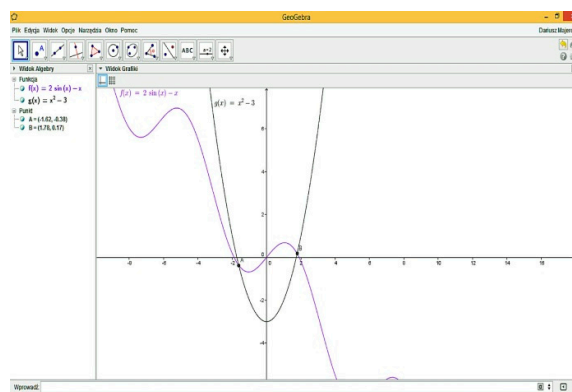 GeoGebra
Plik Edycja Widok Opcje Narzędzia Okno Pomoc
Dariusz Majer
A
ABC
a=2
Widok Algebry
Widok Grafiki
Funkcja
f(x) = 2 sin(x) − x
g(x) = x² − 3
Punkt
A = (-1.62, -0.38)
B = (1.78, 0.17)
f(x) = 2 sin(x) − x
g(x) = x² − 3
6
4
2
0
A
B
-8 -6 -4 -2 0 2 4 6 8 10 12 14 16
-2
-4
Wprowadź: